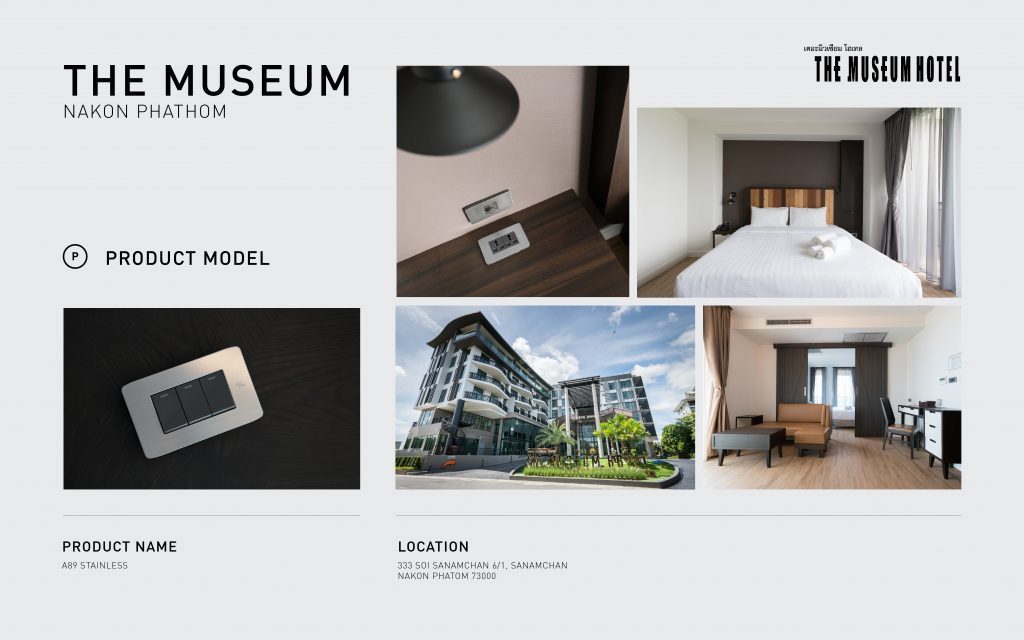 THE MUSEUM
NAKON PHATHOM
เดอะมิวเซียม โฮเทล
THE MUSEUM HOTEL
P PRODUCT MODEL
PRODUCT NAME
A89 STAINLESS
LOCATION
333 SOI SANAMCHAN 6/1, SANAMCHAN
NAKON PHATOM 73000